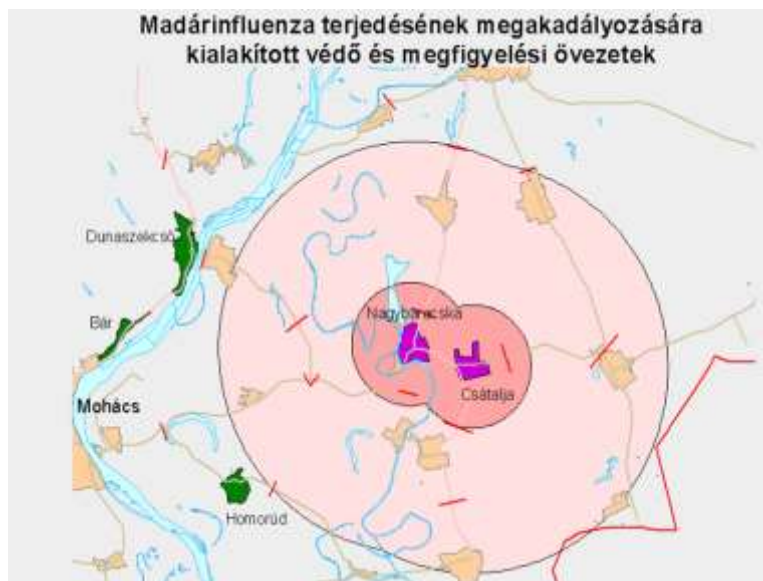 Madárinfluenza terjedésének megakadályozására
kialakított védő és megfigyelési övezetek
Dunaszekcső
Nagybaracska
Bár
Csátalja
Mohács
Homorúd